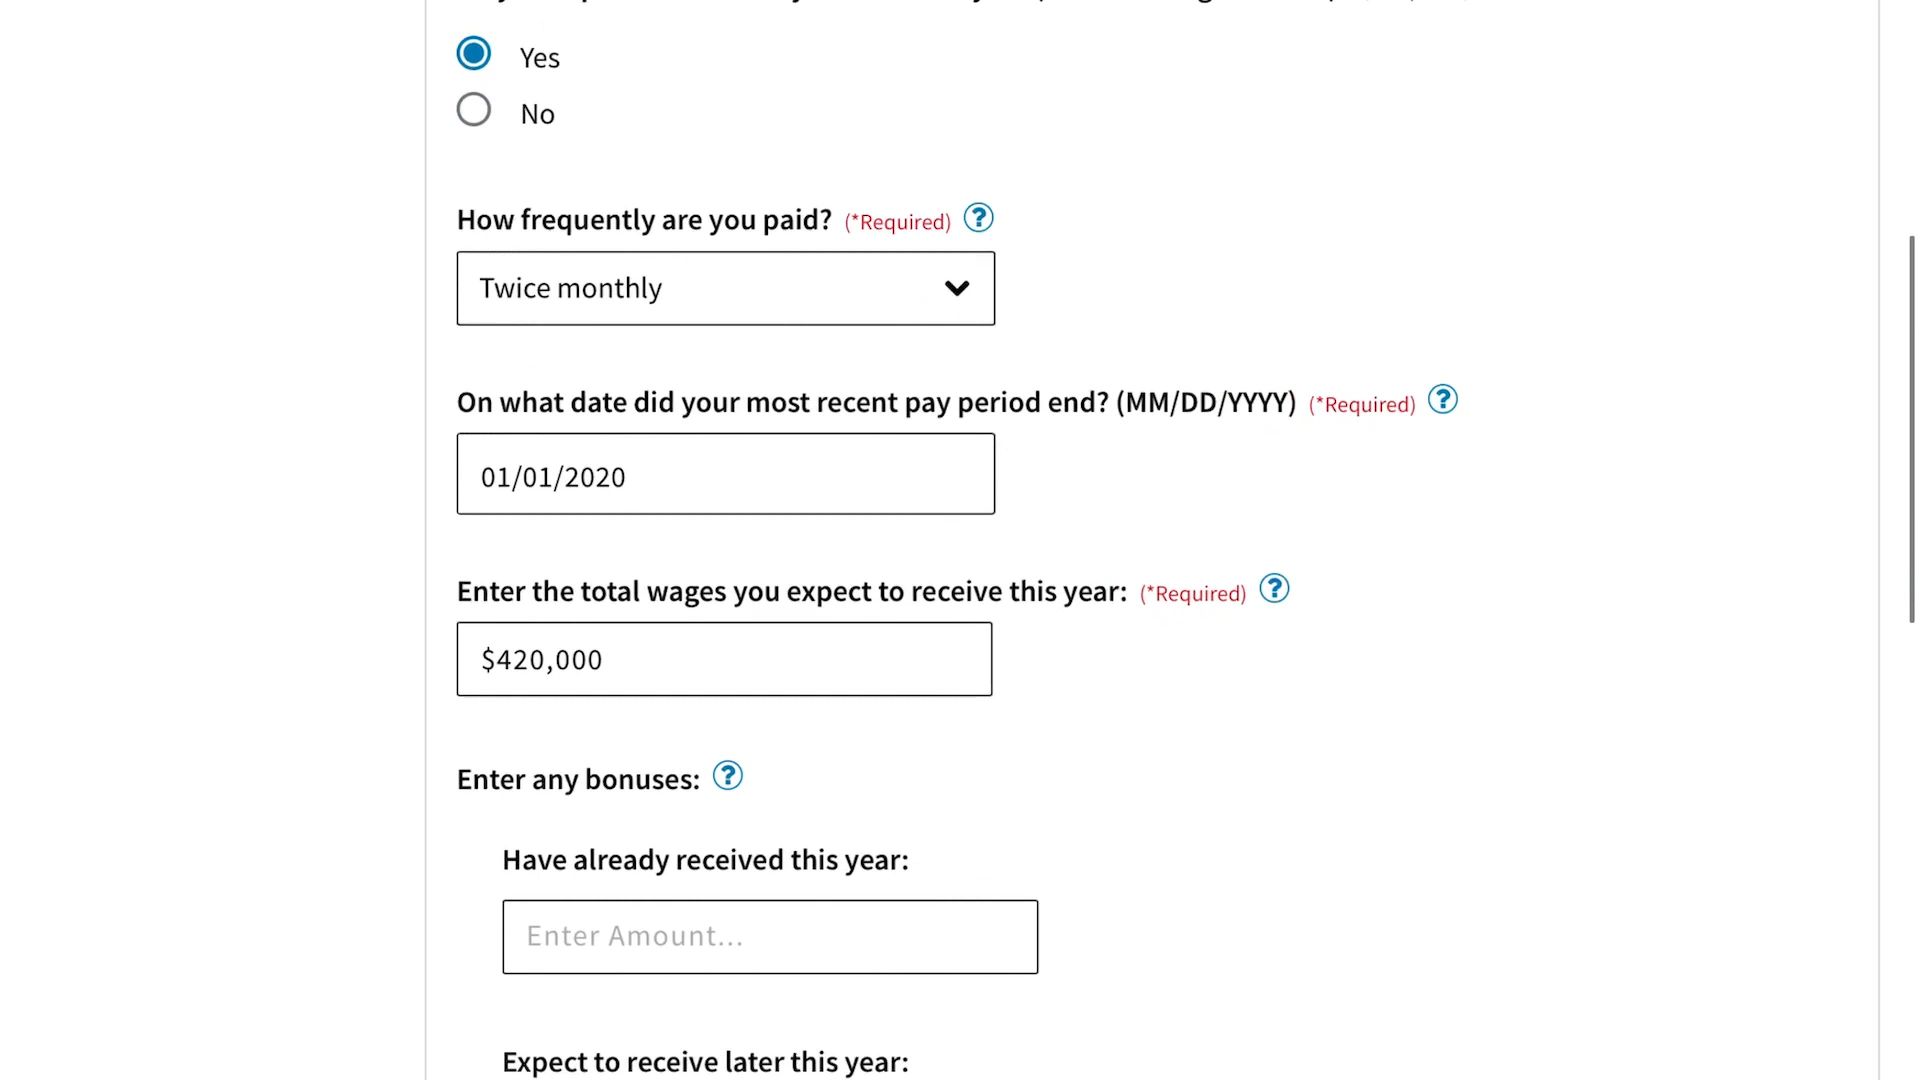 Yes
No
How frequently are you paid? (*Required) ?
Twice monthly
On what date did your most recent pay period end? (MM/DD/YYYY) (*Required) ?
01/01/2020
Enter the total wages you expect to receive this year: (*Required) ?
$420,000
Enter any bonuses: ?
Have already received this year:
Enter Amount...
Expect to receive later this year: